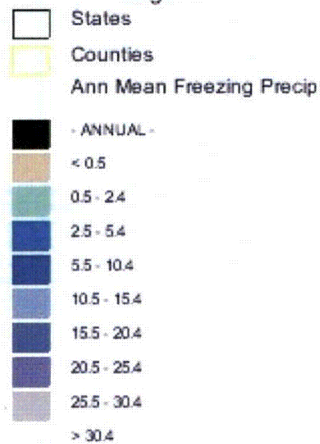 States
Counties
Ann Mean Freezing Precip
- ANNUAL -
< 0.5
0.5 - 2.4
2.5 - 5.4
5.5 - 10.4
10.5 - 15.4
15.5 - 20.4
20.5 - 25.4
25.5 - 30.4
> 30.4